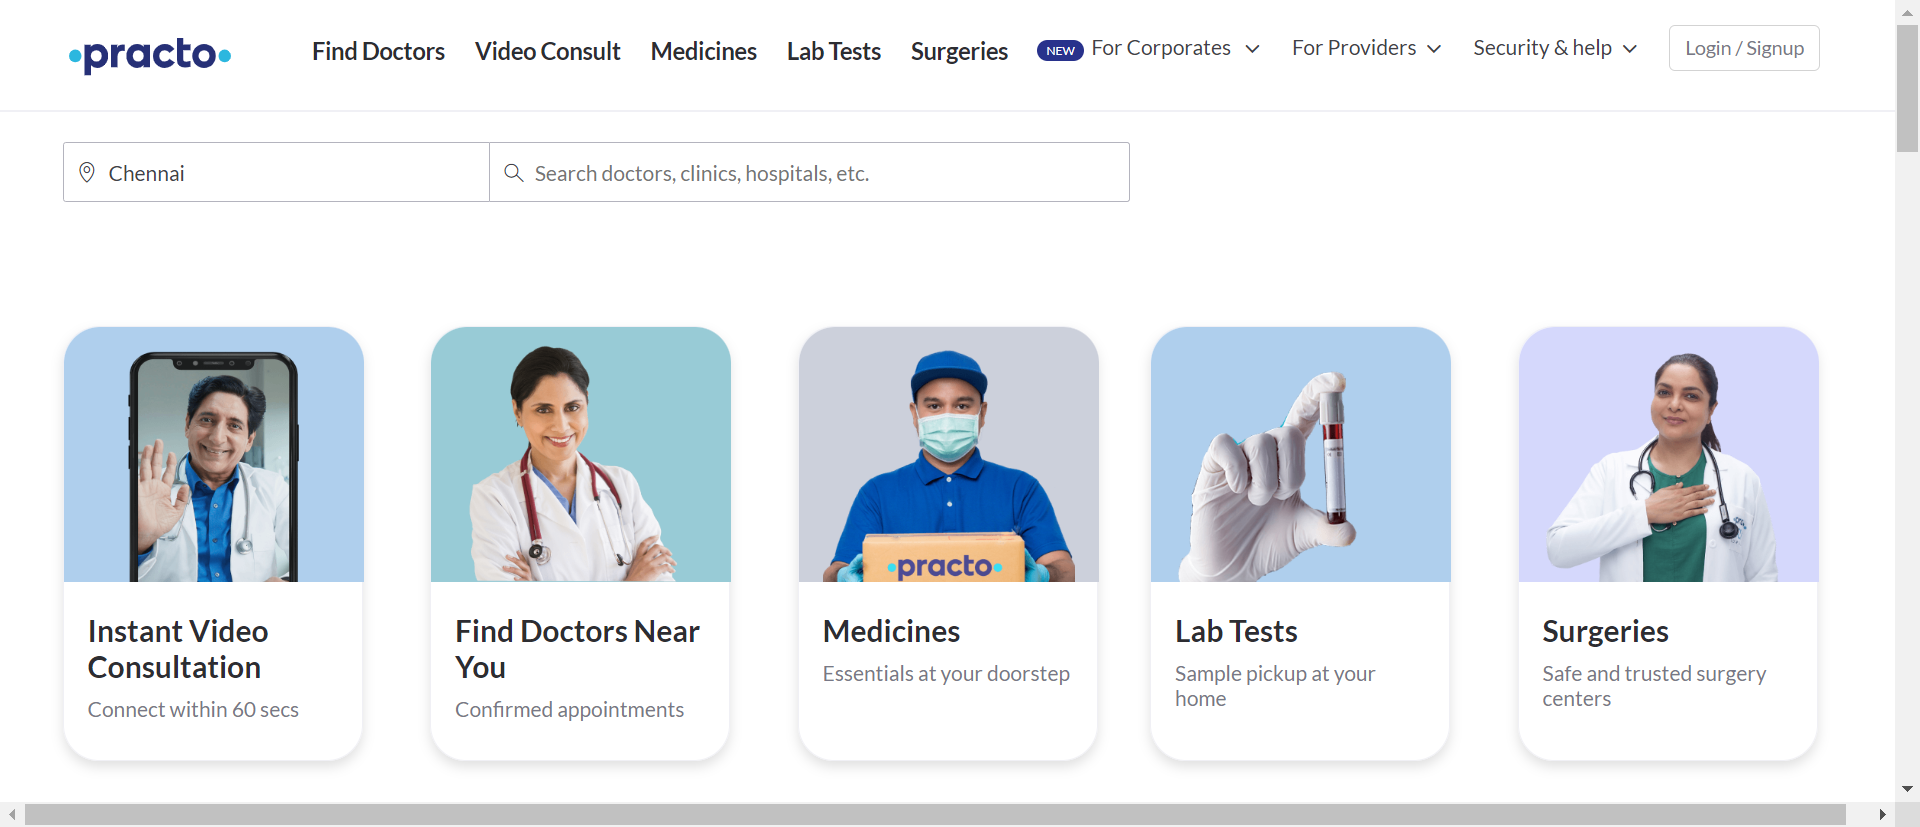 practo
Find Doctors
Video Consult
Medicines
Lab Tests
Surgeries
NEW
For Corporates
For Providers
Security & help
Login / Signup
Chennai
Search doctors, clinics, hospitals, etc.
practo
Instant Video
Consultation
Connect within 60 secs
Find Doctors Near
You
Confirmed appointments
Medicines
Essentials at your doorstep
Lab Tests
Sample pickup at your
home
Surgeries
Safe and trusted surgery
centers